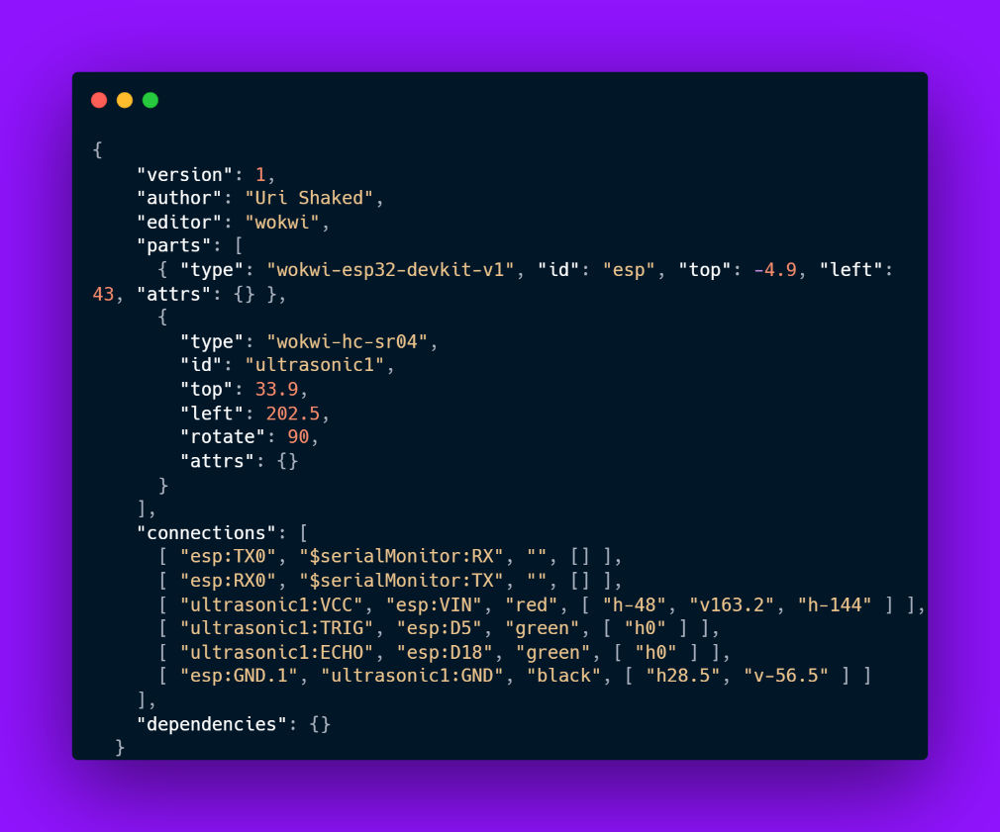 {
    "version": 1,
    "author": "Uri Shaked",
    "editor": "wokwi",
    "parts": [
      { "type": "wokwi-esp32-devkit-v1", "id": "esp", "top": -4.9, "left":
43, "attrs": {} },
      {
        "type": "wokwi-hc-sr04",
        "id": "ultrasonic1",
        "top": 33.9,
        "left": 202.5,
        "rotate": 90,
        "attrs": {}
      }
    ],
    "connections": [
      [ "esp:TX0", "$serialMonitor:RX", "", [] ],
      [ "esp:RX0", "$serialMonitor:TX", "", [] ],
      [ "ultrasonic1:VCC", "esp:VIN", "red", [ "h-48", "v163.2", "h-144" ] ],
      [ "ultrasonic1:TRIG", "esp:D5", "green", [ "h0" ] ],
      [ "ultrasonic1:ECHO", "esp:D18", "green", [ "h0" ] ],
      [ "esp:GND.1", "ultrasonic1:GND", "black", [ "h28.5", "v-56.5" ] ]
    ],
    "dependencies": {}
  }